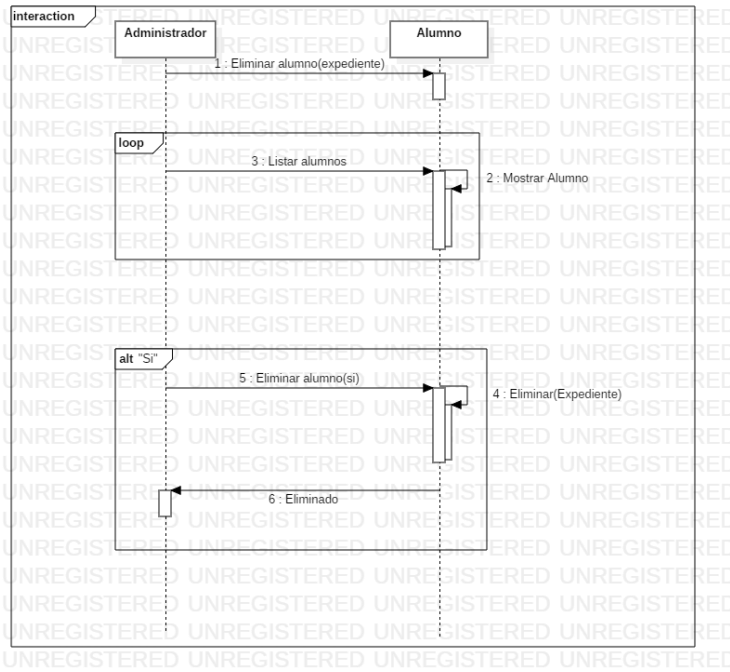 interaction
Administrador
Alumno
1 : Eliminar alumno(expediente)
loop
3 : Listar alumnos
2 : Mostrar Alumno
alt "Si"
5 : Eliminar alumno(si)
4 : Eliminar(Expediente)
6 : Eliminado
UNREGISTERED UNREGISTERED UNREGISTERED UNREGISTERED